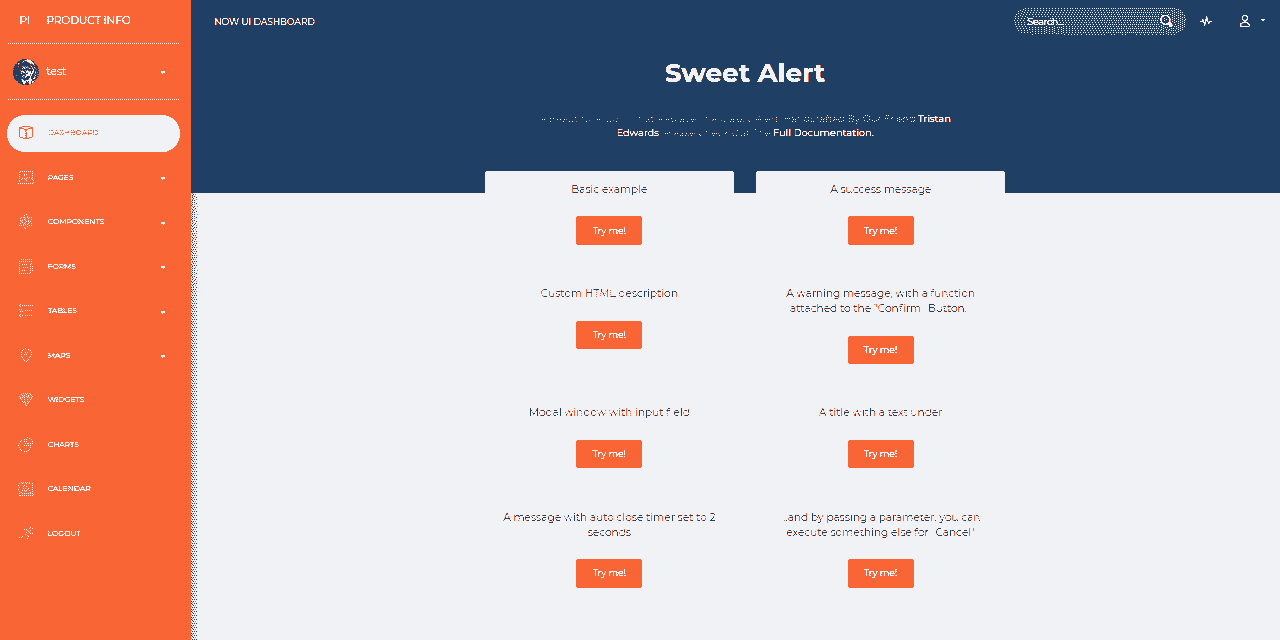 PI PRODUCT INFO
test
DASHBOARD
PAGES
COMPONENTS
FORMS
TABLES
MAPS
WIDGETS
CHARTS
CALENDAR
LOGOUT
NOW UI DASHBOARD
Search...
Sweet Alert
By Our Friend Tristan
Edwards Full Documentation.
Basic example
Try me!
A success message
Try me!
Custom HTML description
Try me!
A warning message, with a function
attached to the "Confirm" Button.
Try me!
Modal window with input field
Try me!
A title with a text under
Try me!
A message with auto close timer set to 2
seconds
Try me!
...and by passing a parameter, you can
execute something else for "Cancel"
Try me!